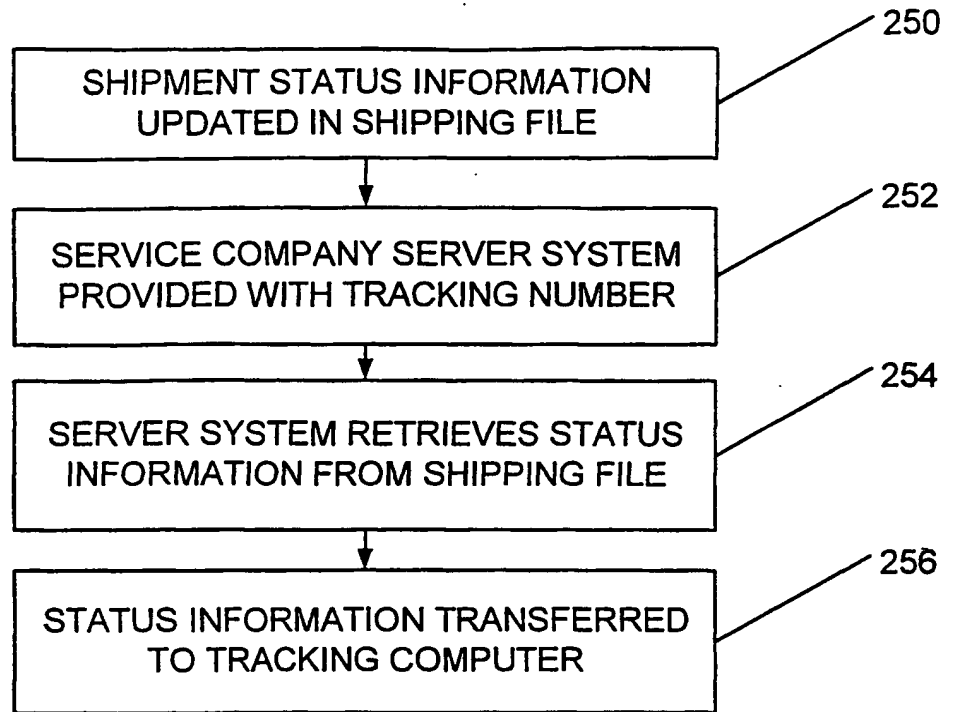 250
SHIPMENT STATUS INFORMATION
UPDATED IN SHIPPING FILE
252
SERVICE COMPANY SERVER SYSTEM
PROVIDED WITH TRACKING NUMBER
254
SERVER SYSTEM RETRIEVES STATUS
INFORMATION FROM SHIPPING FILE
256
STATUS INFORMATION TRANSFERRED
TO TRACKING COMPUTER